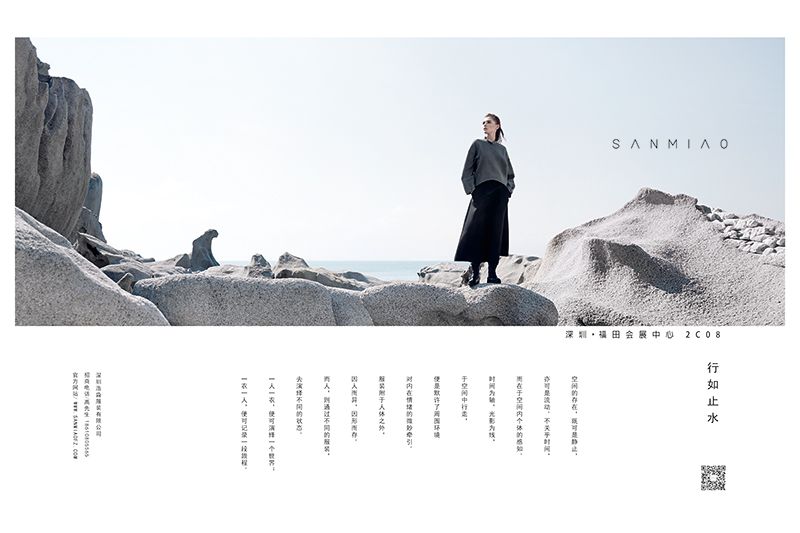 SANMIAO
深圳·福田会展中心 2C08
行如止水
空间的存在，既可是静止，
亦可是流动。不关乎时间，
而在于空间内个体的感知。
时间为轴，光影为线，
于空间中行走，
便是默许了周围环境
对内在情绪的微妙牵引。
服装附于人体之外，
因人而异，因形而存。
而人，则通过不同的服装，
去演绎不同的状态。
一人一衣，便可演绎一个故事；
一衣一人，便可记录一段旅程。
深圳浩淼服装有限公司
招商电话:高先生 18610805565
官方网站：WWW.SANMIAOFZ.COM